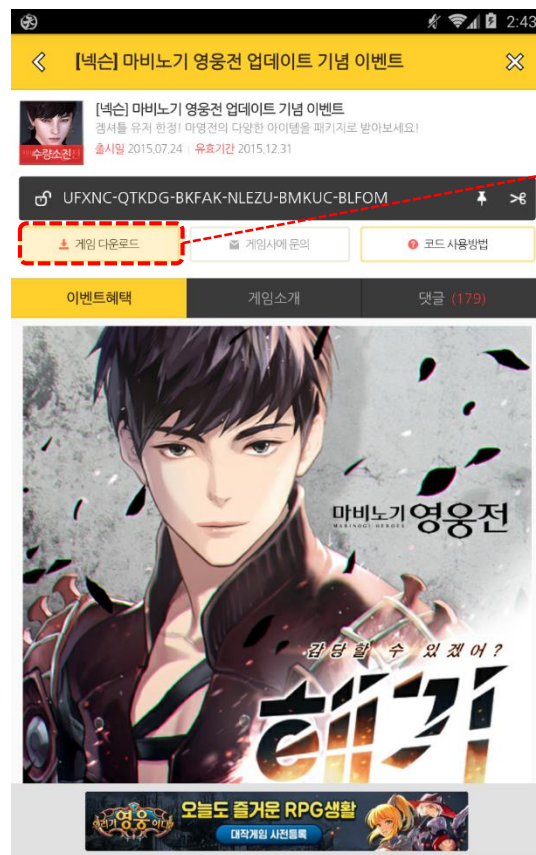 2:43
[넥슨] 마비노기 영웅전 업데이트 기념 이벤트
[넥슨] 마비노기 영웅전 업데이트 기념 이벤트
겜셔틀 유저 한정! 마영전의 다양한 아이템을 패키지로 받아보세요!
수량소진
출시일 2015.07.24 유효기간 2015.12.31
UFXNC-QTKDG-BKFAK-NLEZU-BMKUC-BLFOM
게임 다운로드 게임사에 문의 코드 사용방법
이벤트혜택 게임소개 댓글 (179)
마비노기 영웅전
MABINOGI HEROES
감당할 수 있겠어?
헤기
내가 영웅이다
오늘도 즐거운 RPG생활
대작게임 사전등록